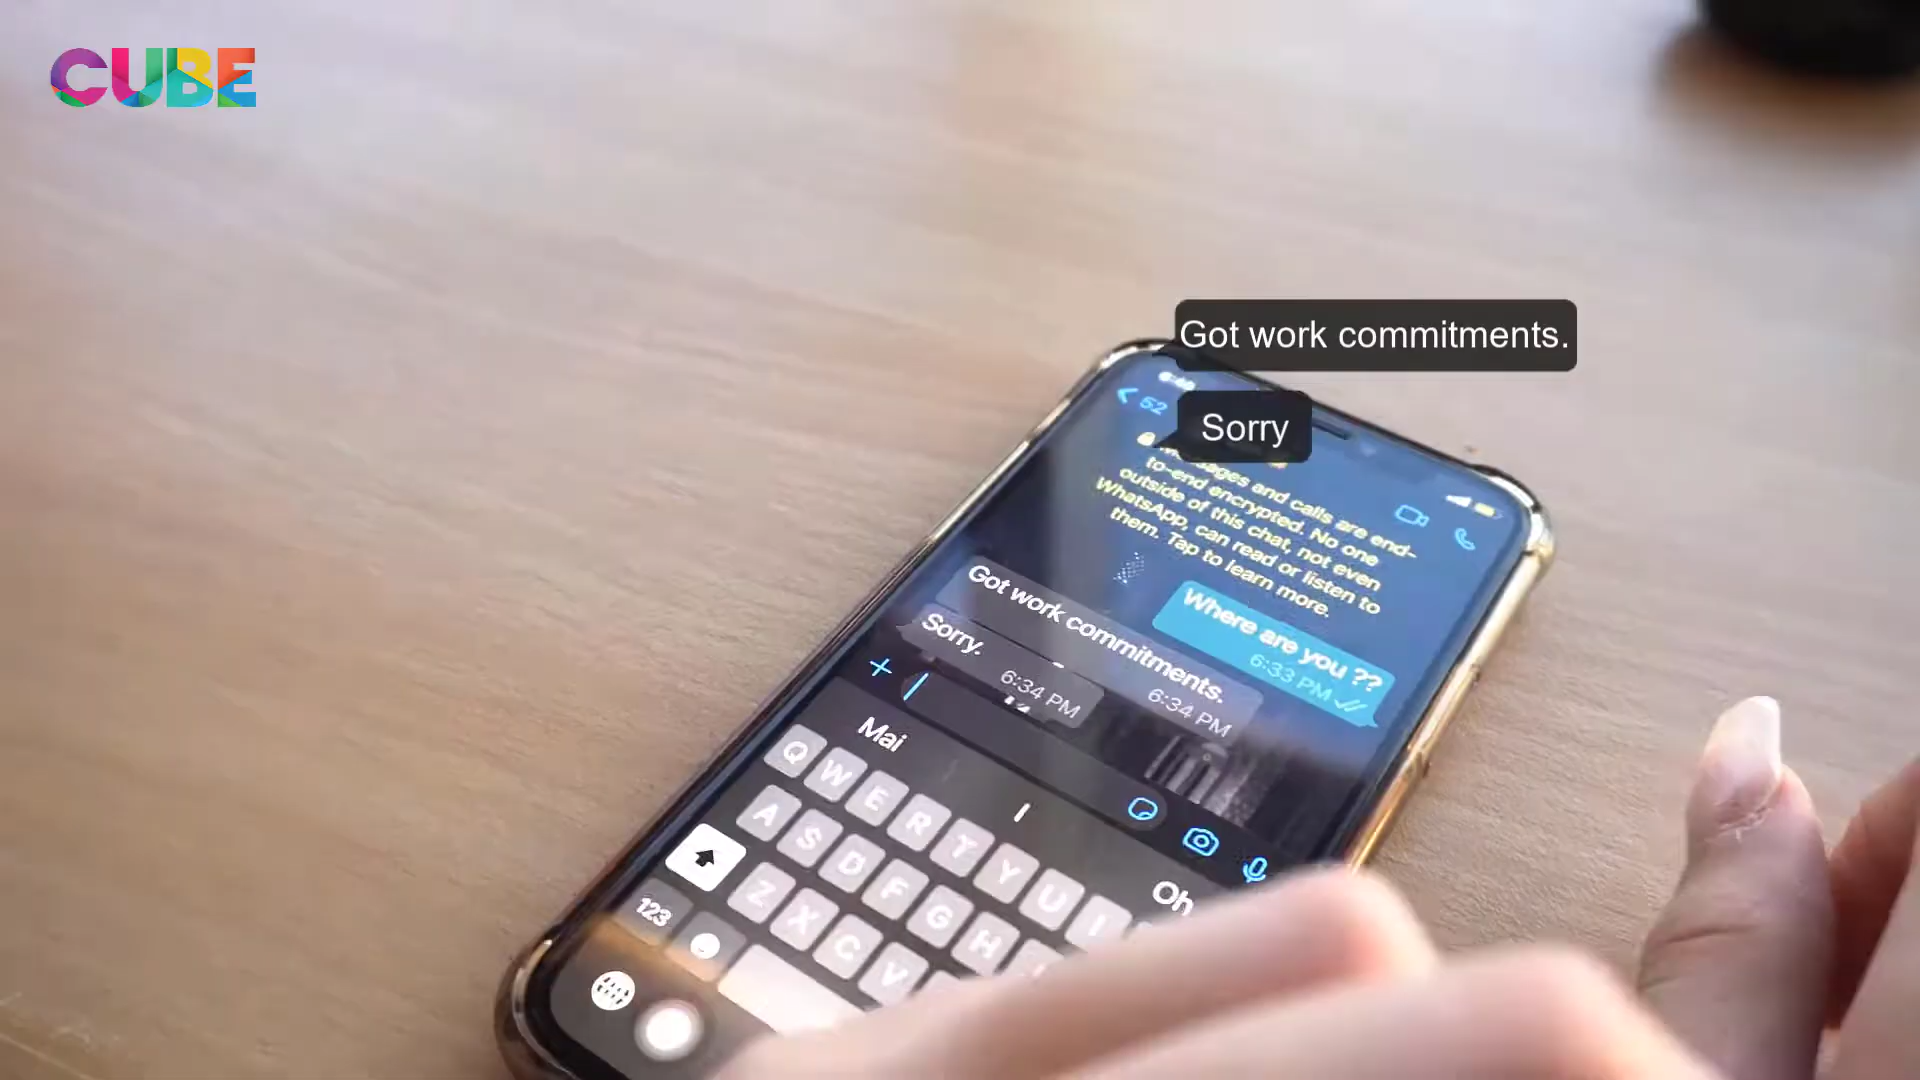 CUBE
Got work commitments.
Sorry
52
Messages and calls are end-
to-end encrypted. No one
outside of this chat, not even
WhatsApp, can read or listen to
them. Tap to learn more.
Where are you ??
6:33 PM
Got work commitments.
6:34 PM
Sorry.
6:34 PM
Mai
I
Oh
Q W E R T Y U I
A S D F G H
Z X C V
123